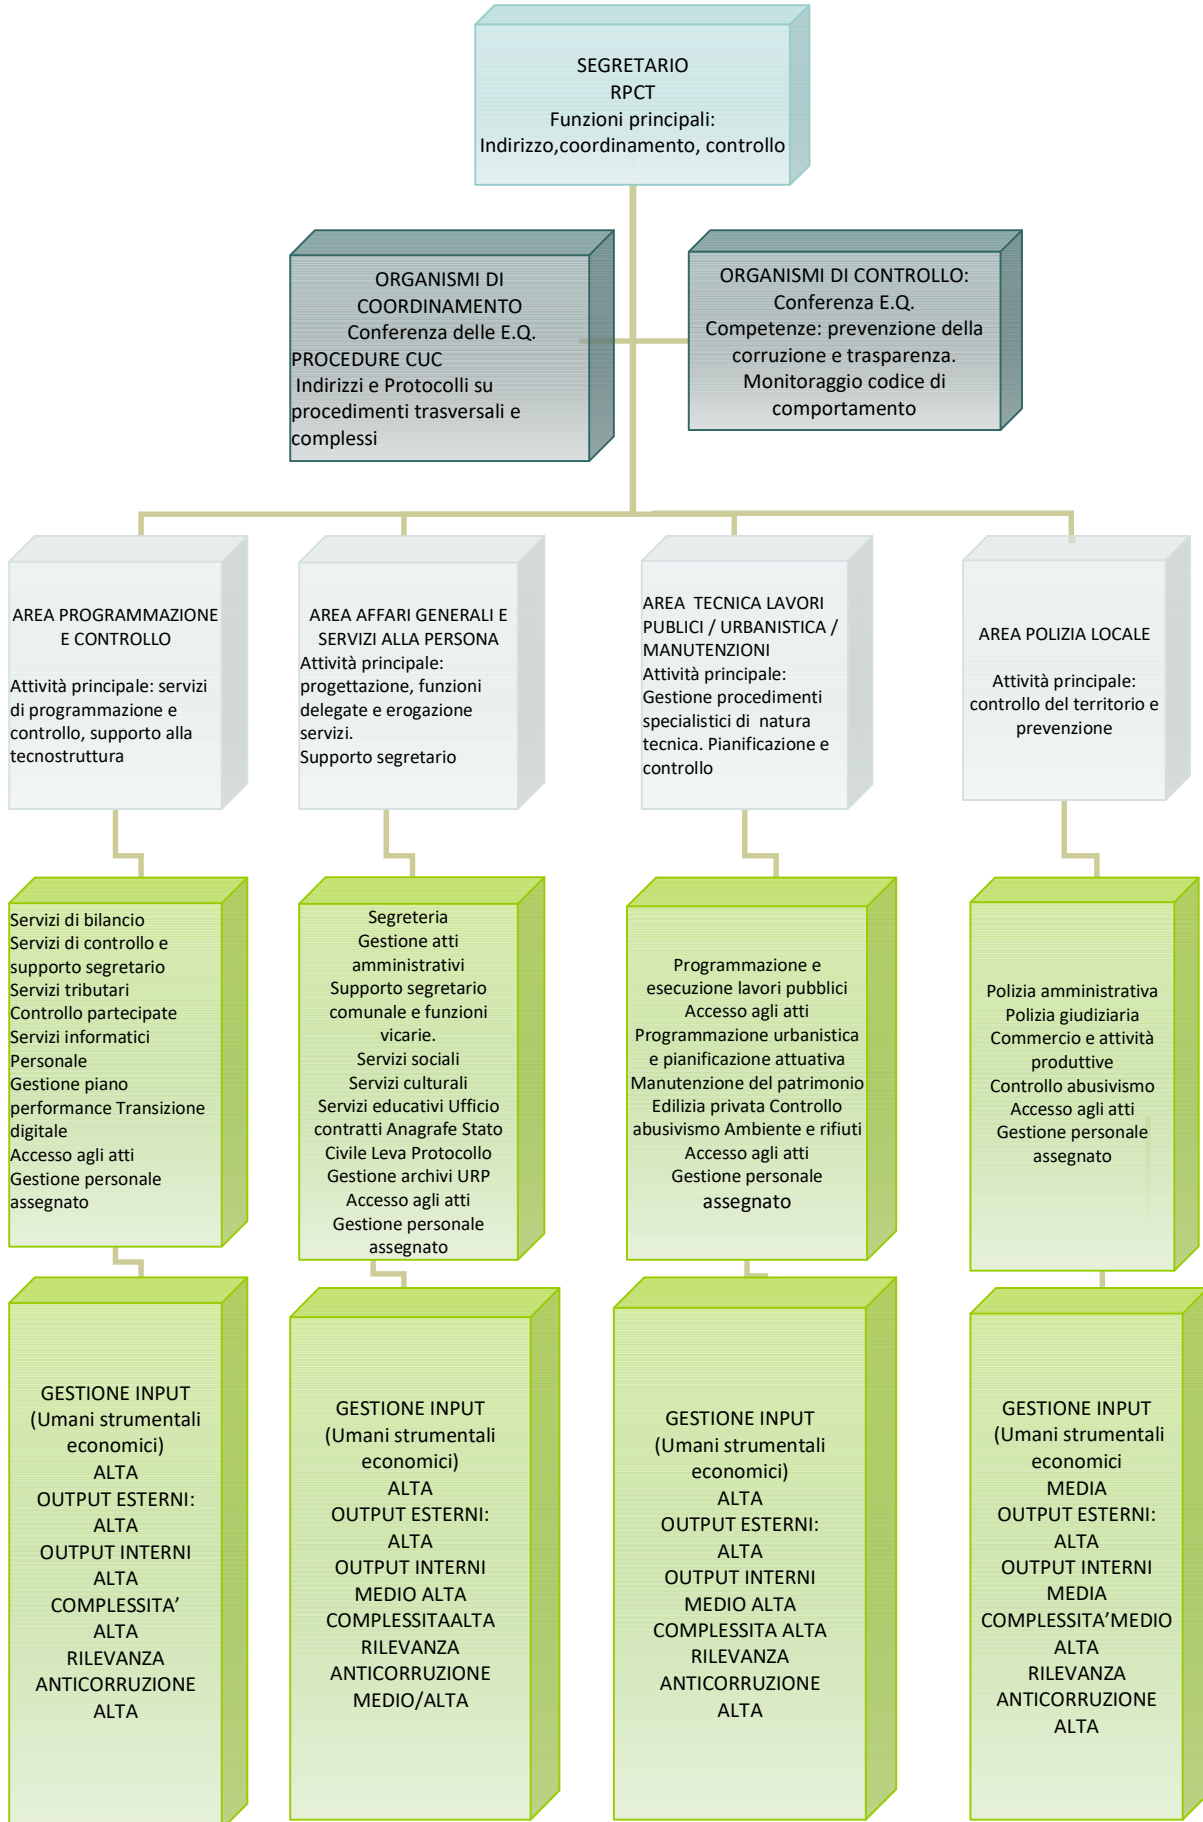 SEGRETARIO
RPCT
Funzioni principali:
Indirizzo,coordinamento, controllo
ORGANISMI DI
COORDINAMENTO
Conferenza delle E.Q.
PROCEDURE CUC
Indirizzi e Protocolli su
procedimenti trasversali e
complessi
ORGANISMI DI CONTROLLO:
Conferenza E.Q.
Competenze: prevenzione della
corruzione e trasparenza.
Monitoraggio codice di
comportamento
AREA PROGRAMMAZIONE
E CONTROLLO
Attività principale: servizi
di programmazione e
controllo, supporto alla
tecnostruttura
AREA AFFARI GENERALI E
SERVIZI ALLA PERSONA
Attività principale:
progettazione, funzioni
delegate e erogazione
servizi.
Supporto segretario
AREA  TECNICA LAVORI
PUBLICI / URBANISTICA /
MANUTENZIONI
Attività principale:
Gestione procedimenti
specialistici di  natura
tecnica. Pianificazione e
controllo
AREA POLIZIA LOCALE
Attività principale:
controllo del territorio e
prevenzione
Servizi di bilancio
Servizi di controllo e
supporto segretario
Servizi tributari
Controllo partecipate
Servizi informatici
Personale
Gestione piano
performance Transizione
digitale
Accesso agli atti
Gestione personale
assegnato
Segreteria
Gestione atti
amministrativi
Supporto segretario
comunale e funzioni
vicarie.
Servizi sociali
Servizi culturali
Servizi educativi Ufficio
contratti Anagrafe Stato
Civile Leva Protocollo
Gestione archivi URP
Accesso agli atti
Gestione personale
assegnato
Programmazione e
esecuzione lavori pubblici
Accesso agli atti
Programmazione urbanistica
e pianificazione attuativa
Manutenzione del patrimonio
Edilizia privata Controllo
abusivismo Ambiente e rifiuti
Accesso agli atti
Gestione personale
assegnato
Polizia amministrativa
Polizia giudiziaria
Commercio e attività
produttive
Controllo abusivismo
Accesso agli atti
Gestione personale
assegnato
GESTIONE INPUT
(Umani strumentali
economici)
ALTA
OUTPUT ESTERNI:
ALTA
OUTPUT INTERNI
ALTA
COMPLESSITA’
ALTA
RILEVANZA
ANTICORRUZIONE
ALTA
GESTIONE INPUT
(Umani strumentali
economici)
ALTA
OUTPUT ESTERNI:
ALTA
OUTPUT INTERNI
MEDIO ALTA
COMPLESSITAALTA
RILEVANZA
ANTICORRUZIONE
MEDIO/ALTA
GESTIONE INPUT
(Umani strumentali
economici)
ALTA
OUTPUT ESTERNI:
ALTA
OUTPUT INTERNI
MEDIO ALTA
COMPLESSITA ALTA
RILEVANZA
ANTICORRUZIONE
ALTA
GESTIONE INPUT
(Umani strumentali
economici
MEDIA
OUTPUT ESTERNI:
ALTA
OUTPUT INTERNI
MEDIA
COMPLESSITA’MEDIO
ALTA
RILEVANZA
ANTICORRUZIONE
ALTA